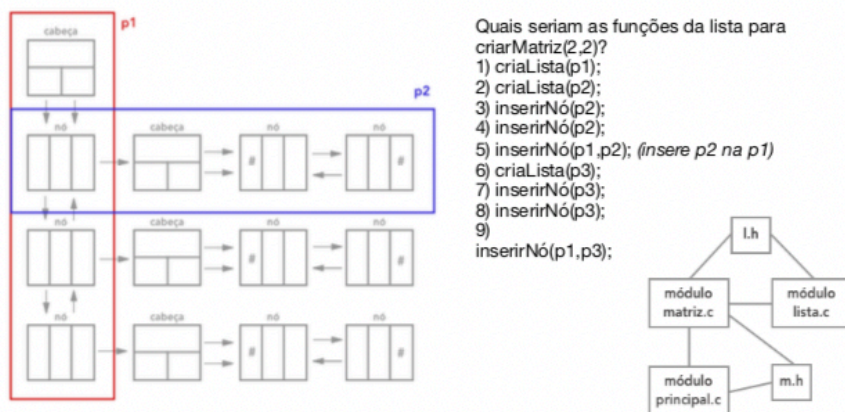 p1
cabeça
p2
nó
cabeça
nó
nó
#
#
nó
cabeça
nó
nó
#
#
nó
cabeça
nó
nó
#
#
Quais seriam as funções da lista para
criarMatriz(2,2)?
1) criaLista(p1);
2) criaLista(p2);
3) inserirNó(p2);
4) inserirNó(p2);
5) inserirNó(p1,p2); (insere p2 na p1)
6) criaLista(p3);
7) inserirNó(p3);
8) inserirNó(p3);
9)
inserirNó(p1,p3);
l.h
módulo
matriz.c
módulo
lista.c
módulo
principal.c
m.h